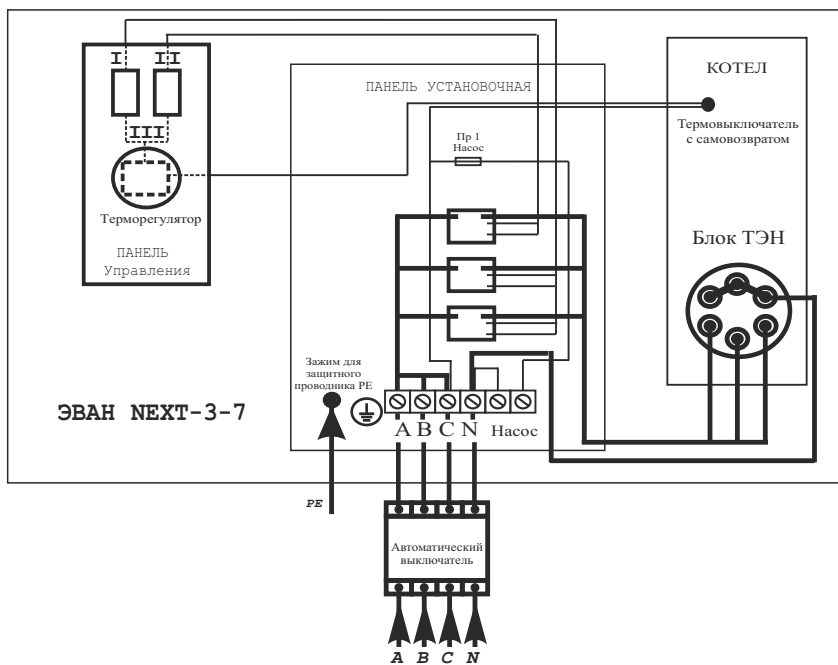 I II
III
Терморегулятор
ПАНЕЛЬ
Управления
ПАНЕЛЬ УСТАНОВОЧНАЯ
Пр 1
Насос
КОТЕЛ
Термовыключатель
с самовозвратом
Блок ТЭН
Зажим для
защитного
проводника PE
ЭВАН NEXT-3-7
A B C N Насос
PE
Автоматический
выключатель
A B C N